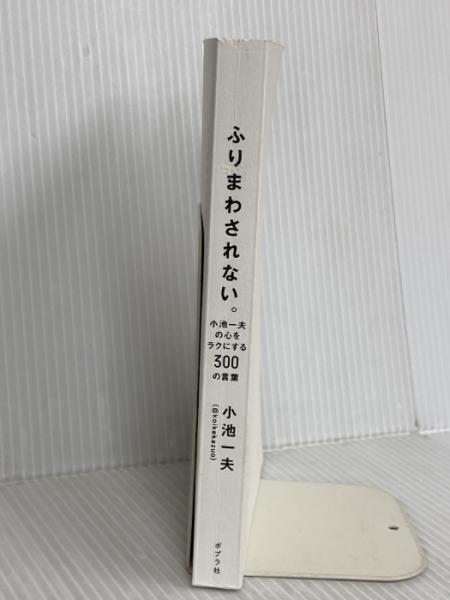 ふりまわされない。
小池一夫
の心を
ラクにする
300
の言葉
小池一夫
(@koikekazuo)
ポプラ社